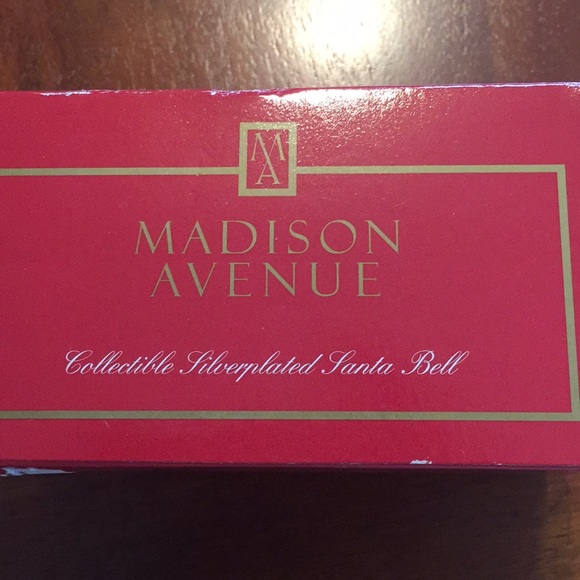 MA
MADISON
AVENUE
Collectible Silverplated Santa Bell